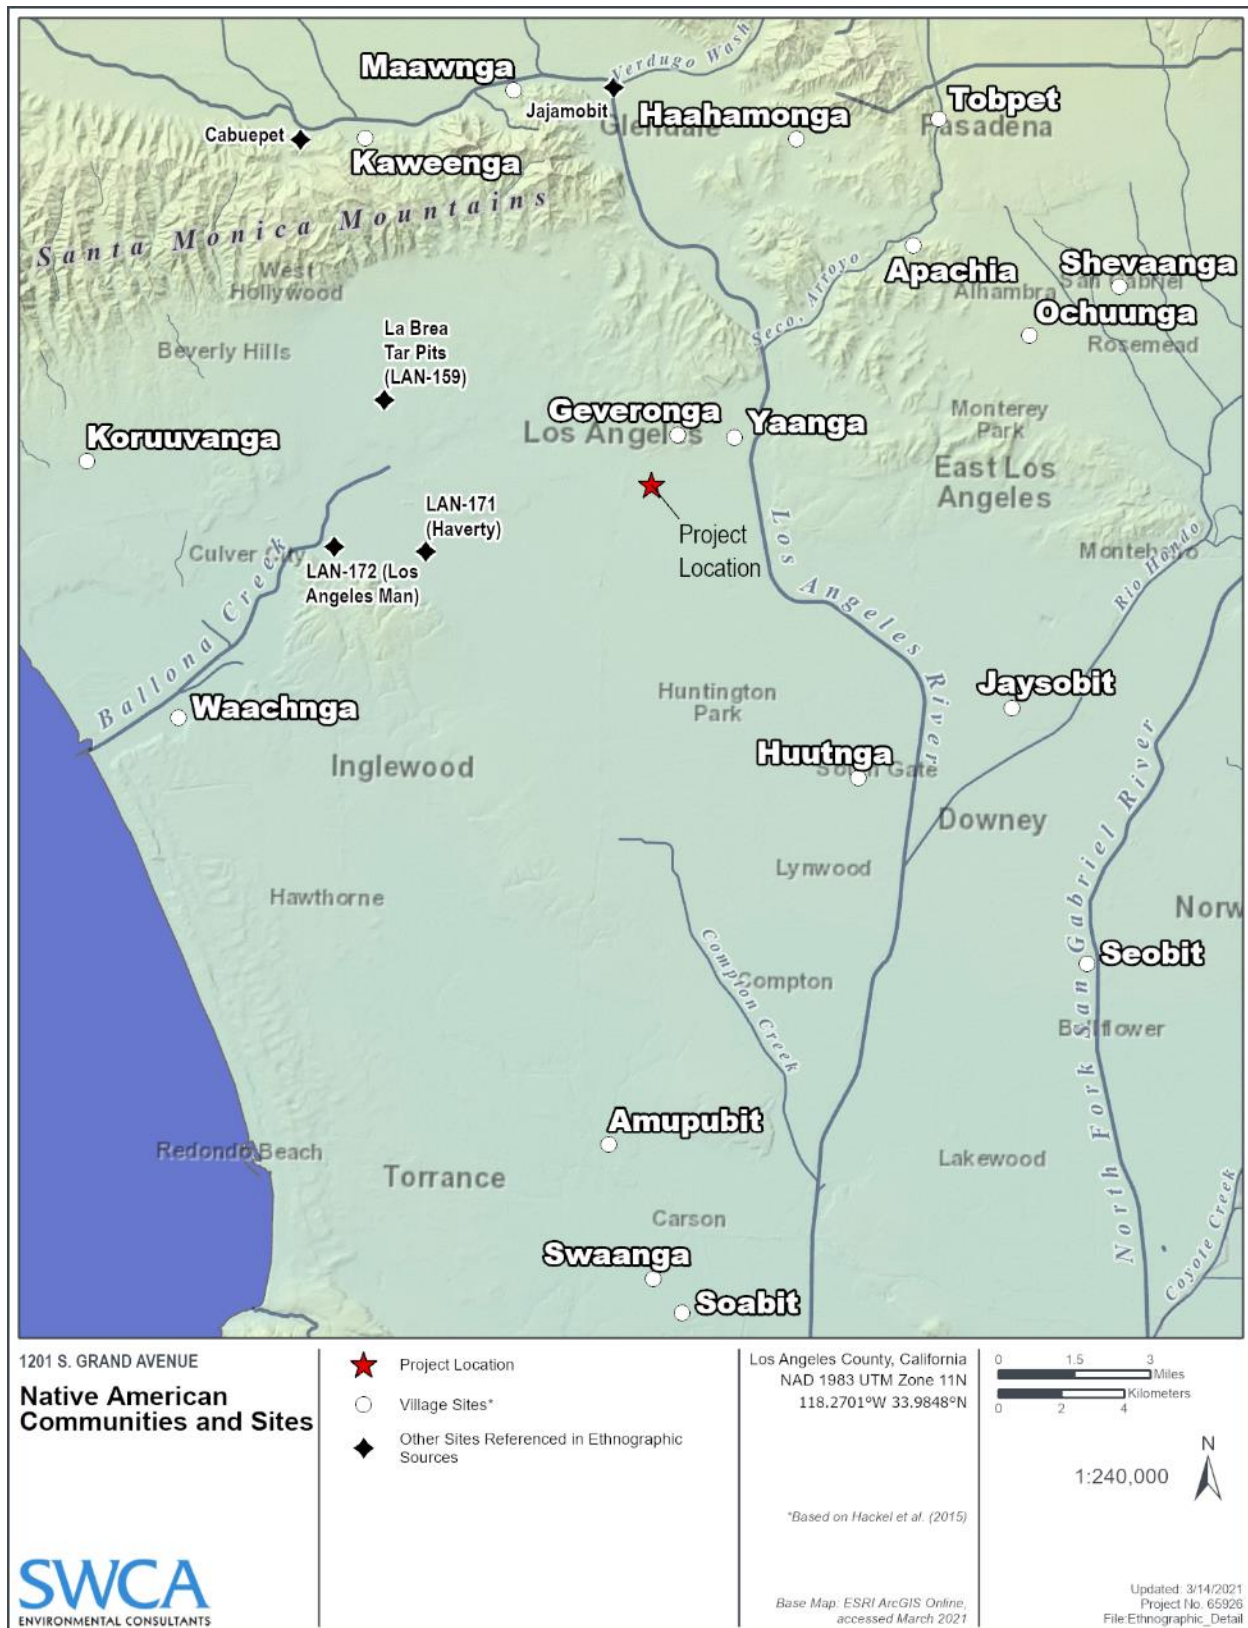 Verdugo Wash
Maawnga
Jajamobit
Glendale
Haahamonga
Tobpet
Pasadena
Cabuepet
Kaweenga
Santa Monica Mountains
West
Hollywood
Seco, Arroyo
Apachia
Shevaanga
San Gabriel
Alhambra
Ochuunga
Rosemead
Beverly Hills
La Brea
Tar Pits
(LAN-159)
Geveronga
Los Angeles
Yaanga
Monterey
Park
Koruuvanga
East Los
Angeles
LAN-171
(Haverty)
Project
Location
Culver City
LAN-172 (Los
Angeles Man)
Montebello
Rio Hondo
Ballona Creek
Los Angeles River
Waachnga
Huntington
Park
Jaysobit
Inglewood
Huutnga
South Gate
Downey
Lynwood
Hawthorne
Norw
North Fork San Gabriel River
Seobit
Compton Creek
Compton
Bellflower
Amupubit
Redondo Beach
Torrance
Lakewood
Carson
Coyote Creek
Swaanga
Soabit
1201 S. GRAND AVENUE
Native American
Communities and Sites
SWCA
ENVIRONMENTAL CONSULTANTS
Project Location
Village Sites*
Other Sites Referenced in Ethnographic
Sources
Los Angeles County, California
NAD 1983 UTM Zone 11N
118.2701°W 33.9848°N
*Based on Hackel et al. (2015)
Base Map: ESRI ArcGIS Online,
accessed March 2021
0 1.5 3
Miles
Kilometers
0 2 4
N
1:240,000
Updated: 3/14/2021
Project No. 65926
File:Ethnographic_Detail